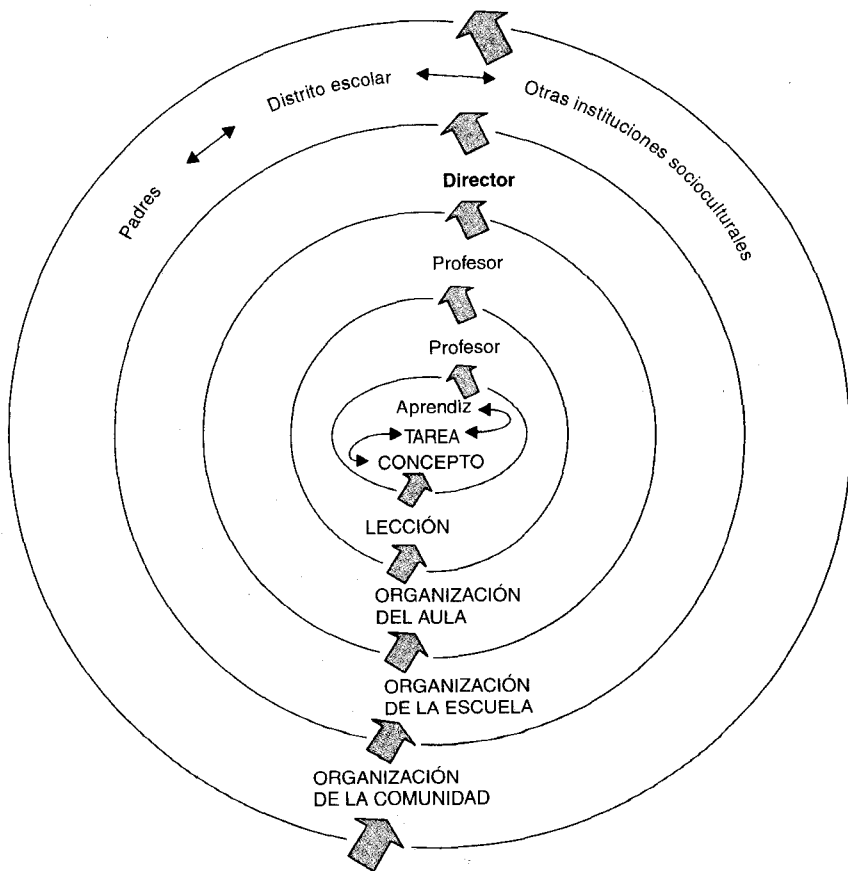 Distrito escolar
Otras instituciones socioculturales
Padres
Director
Profesor
Profesor
Aprendiz
TAREA
CONCEPTO
LECCIÓN
ORGANIZACIÓN
DEL AULA
ORGANIZACIÓN
DE LA ESCUELA
ORGANIZACIÓN
DE LA COMUNIDAD